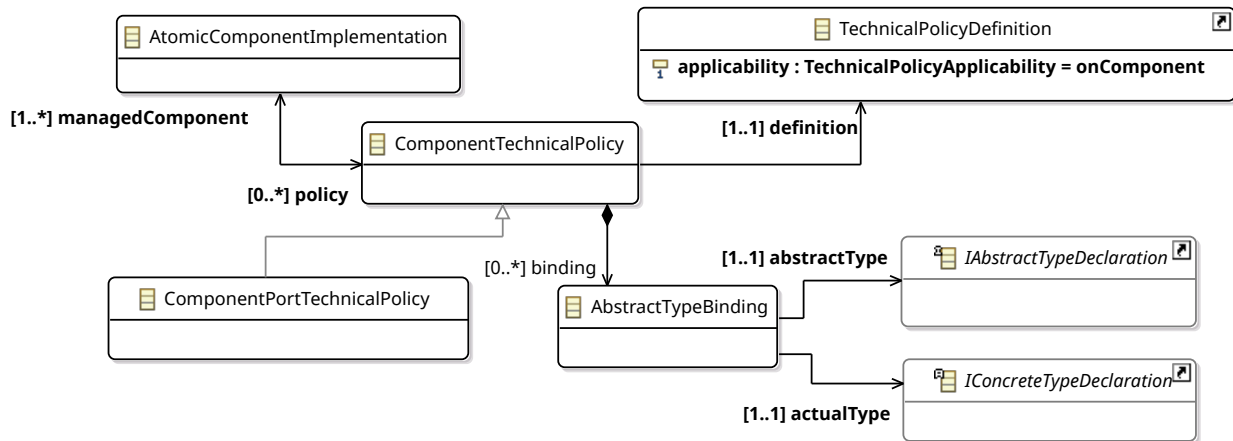 AtomicComponentImplementation
TechnicalPolicyDefinition
applicability : TechnicalPolicyApplicability = onComponent
[1..*] managedComponent
[1..1] definition
ComponentTechnicalPolicy
[0..*] policy
[1..1] abstractType
IAbstractTypeDeclaration
[0..*] binding
ComponentPortTechnicalPolicy
AbstractTypeBinding
IConcreteTypeDeclaration
[1..1] actualType